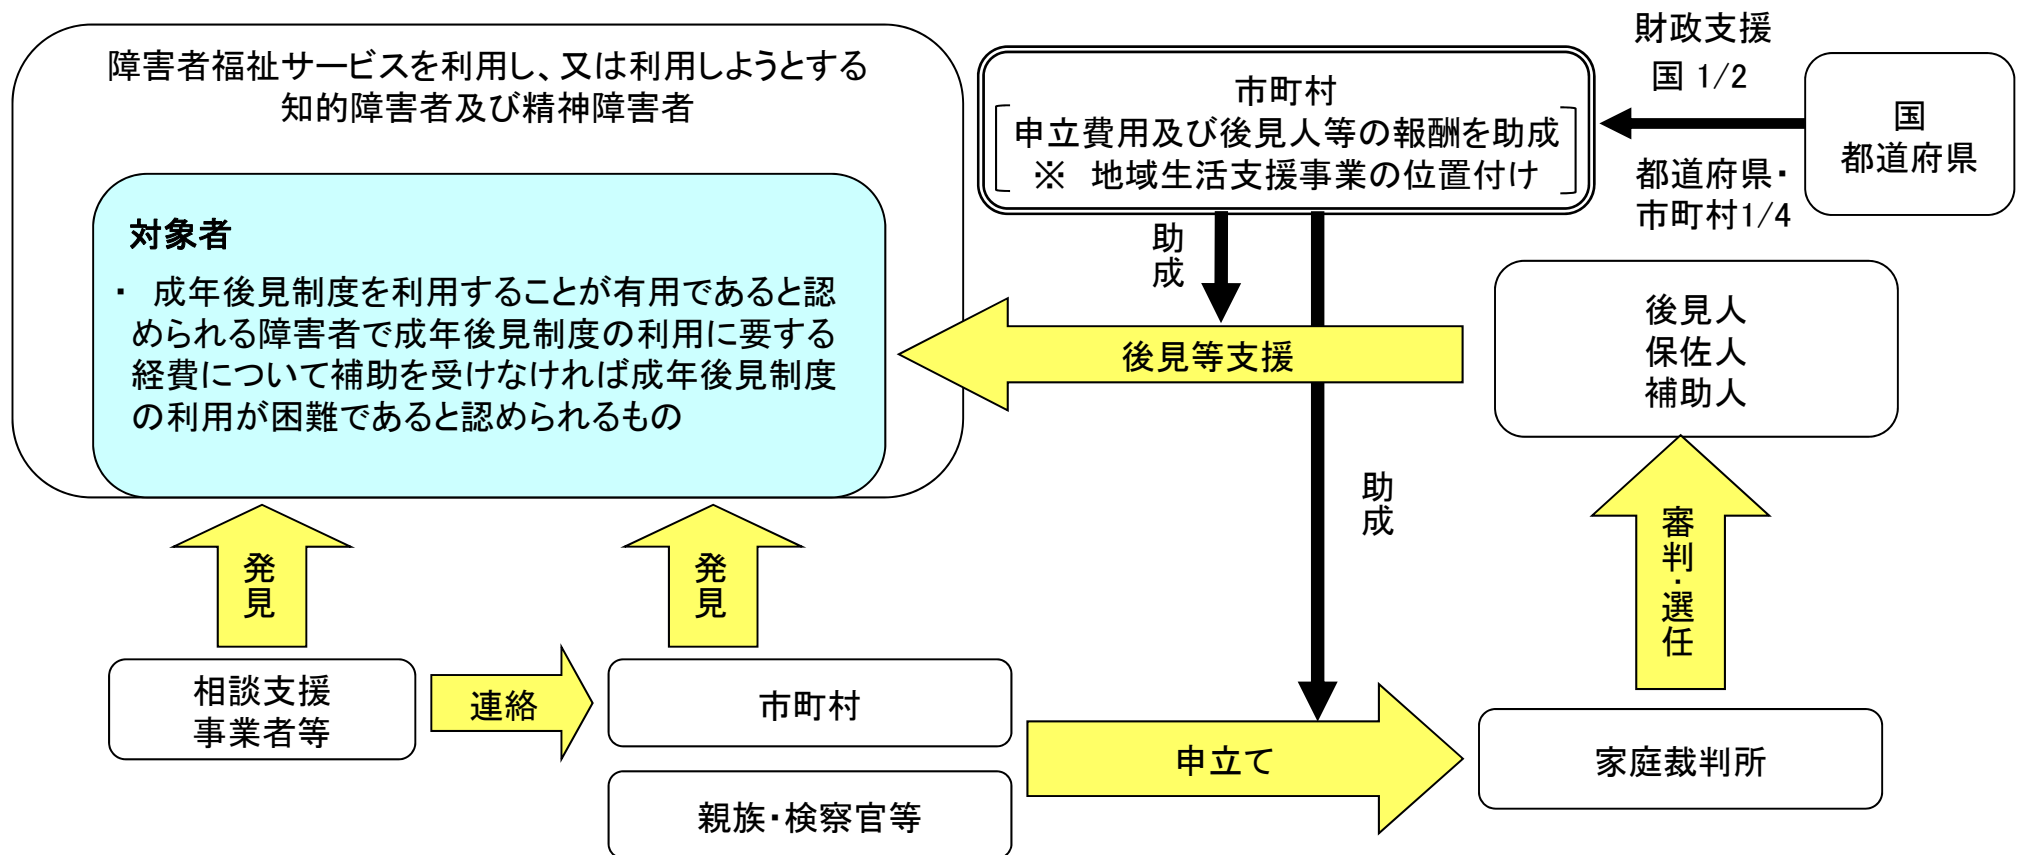 障害者福祉サービスを利用し、又は利用しようとする
知的障害者及び精神障害者
対象者
・ 成年後見制度を利用することが有用であると認
められる障害者で成年後見制度の利用に要する
経費について補助を受けなければ成年後見制度
の利用が困難であると認められるもの
市町村
申立費用及び後見人等の報酬を助成
※ 地域生活支援事業の位置付け
財政支援
国 1/2
都道府県・
市町村1/4
国
都道府県
助成
後見等支援
後見人
保佐人
補助人
助成
審判・選任
発見
発見
相談支援
事業者等
連絡
市町村
親族・検察官等
申立て
家庭裁判所